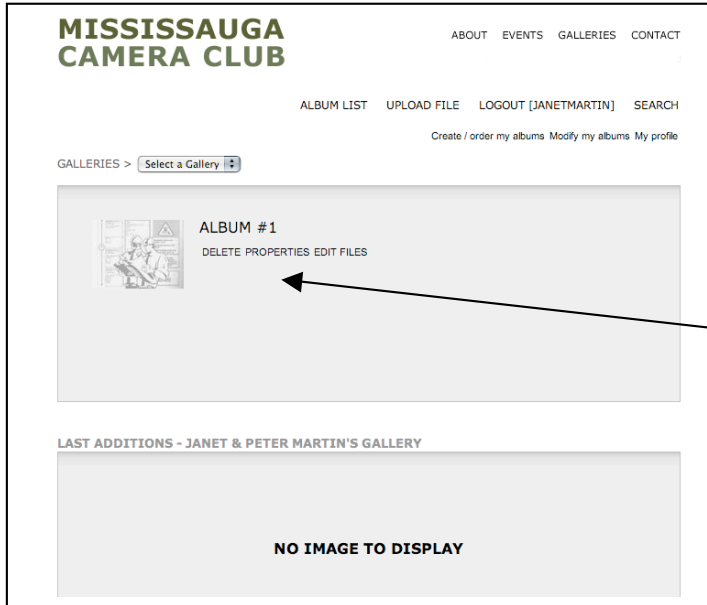 MISSISSAUGA
CAMERA CLUB
ABOUT EVENTS GALLERIES CONTACT
ALBUM LIST UPLOAD FILE LOGOUT [JANETMARTIN] SEARCH
Create / order my albums Modify my albums My profile
GALLERIES > Select a Gallery
ALBUM #1
DELETE PROPERTIES EDIT FILES
LAST ADDITIONS - JANET & PETER MARTIN'S GALLERY
NO IMAGE TO DISPLAY